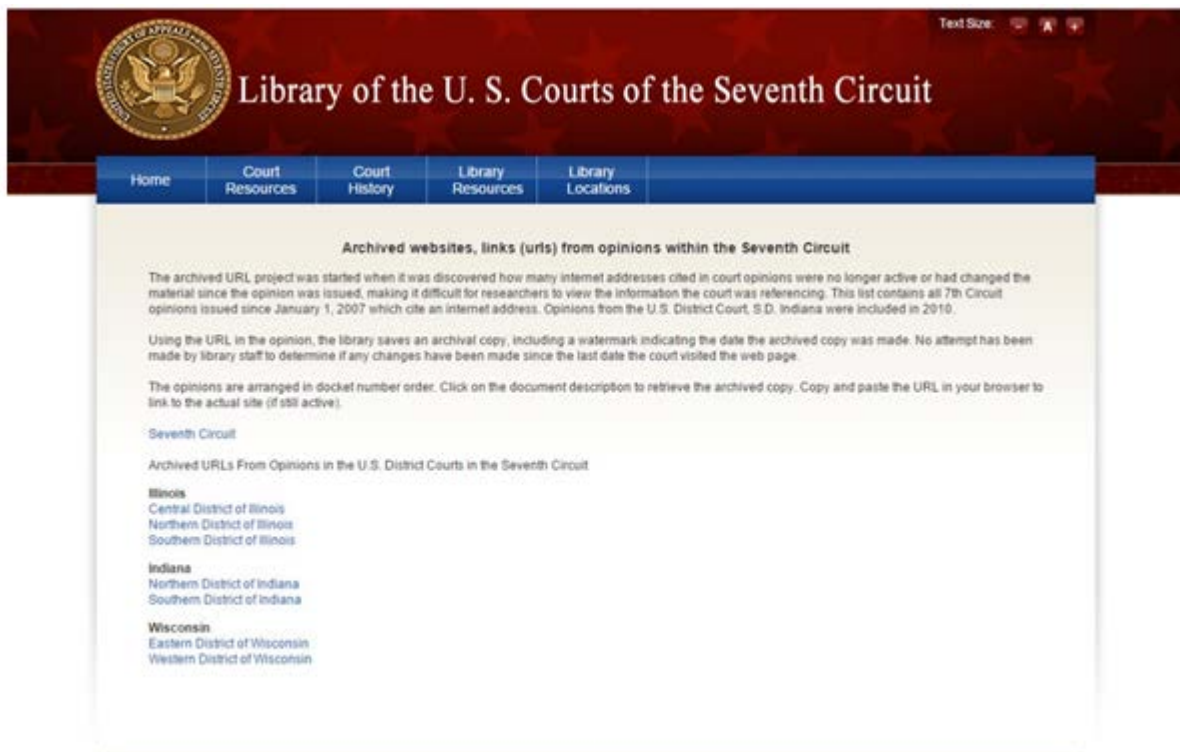 Text Size: - A +
UNITED STATES COURT OF APPEALS for the SEVENTH CIRCUIT
Library of the U. S. Courts of the Seventh Circuit
Home
Court Resources
Court History
Library Resources
Library Locations
Archived websites, links (urls) from opinions within the Seventh Circuit
The archived URL project was started when it was discovered how many internet addresses cited in court opinions were no longer active or had changed the
material since the opinion was issued, making it difficult for researchers to view the information the court was referencing. This list contains all 7th Circuit
opinions issued since January 1, 2007 which cite an internet address. Opinions from the U.S. District Court, S.D. Indiana were included in 2010.
Using the URL in the opinion, the library saves an archival copy, including a watermark indicating the date the archived copy was made. No attempt has been
made by library staff to determine if any changes have been made since the last date the court visited the web page.
The opinions are arranged in docket number order. Click on the document description to retrieve the archived copy. Copy and paste the URL in your browser to
link to the actual site (if still active).
Seventh Circuit
Archived URLs From Opinions in the U.S. District Courts in the Seventh Circuit
Illinois
Central District of Illinois
Northern District of Illinois
Southern District of Illinois
Indiana
Northern District of Indiana
Southern District of Indiana
Wisconsin
Eastern District of Wisconsin
Western District of Wisconsin